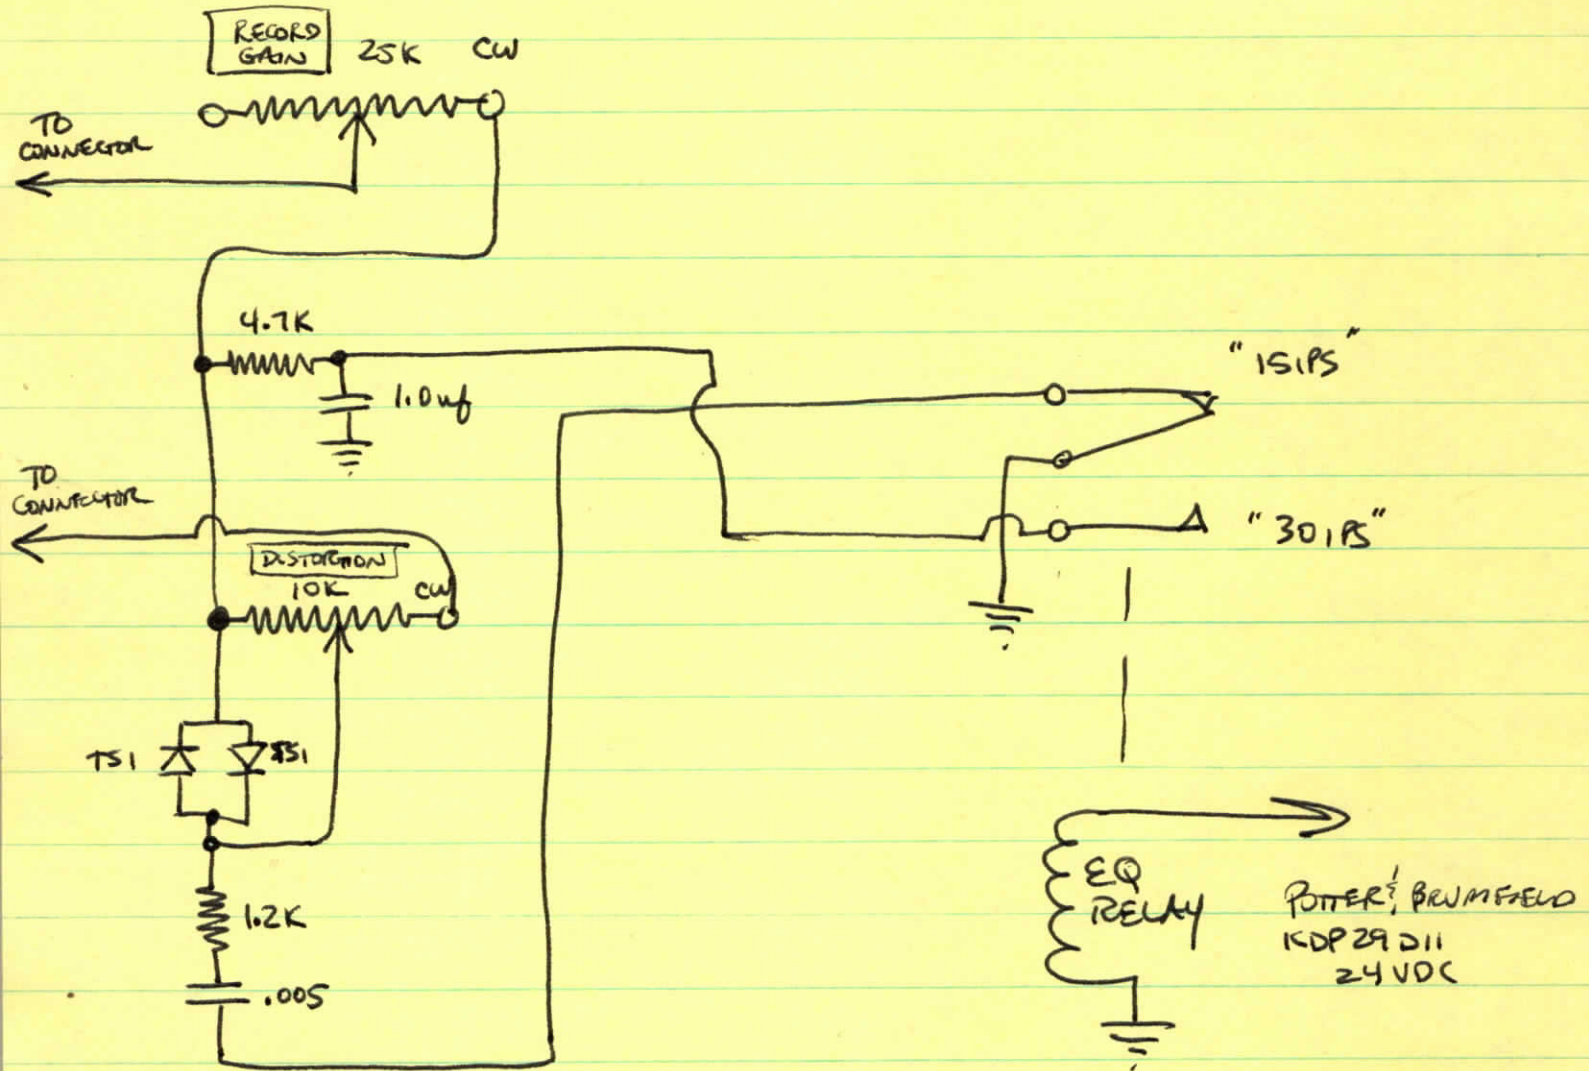 RECORD
GAIN
25K
CW
TO
CONNECTOR
4.7K
1.0uf
"15IPS"
TO
CONNECTOR
"30IPS"
DISTORTION
10K
CW
TS1
TS1
1.2K
.005
EQ
RELAY
POTTER & BRUMFIELD
KDP29D11
24VDC